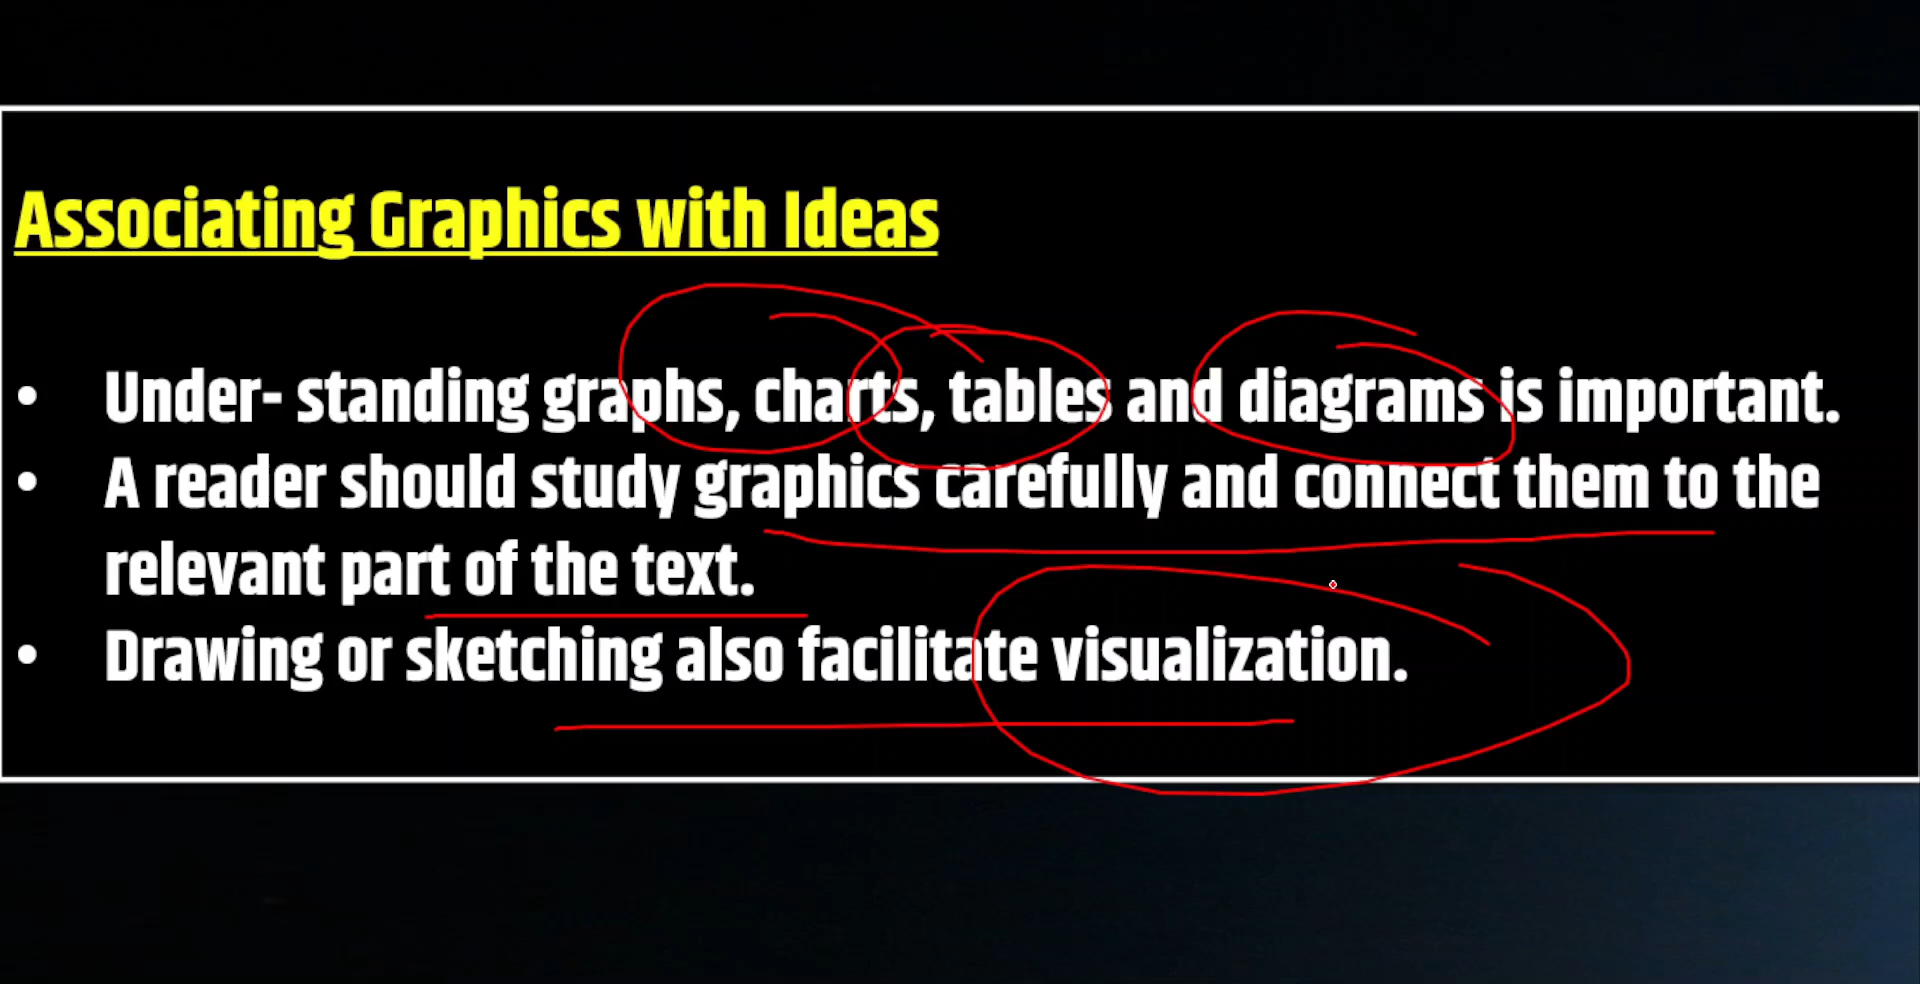 Associating Graphics with Ideas
• Under- standing graphs, charts, tables and diagrams is important.
• A reader should study graphics carefully and connect them to the
relevant part of the text.
• Drawing or sketching also facilitate visualization.